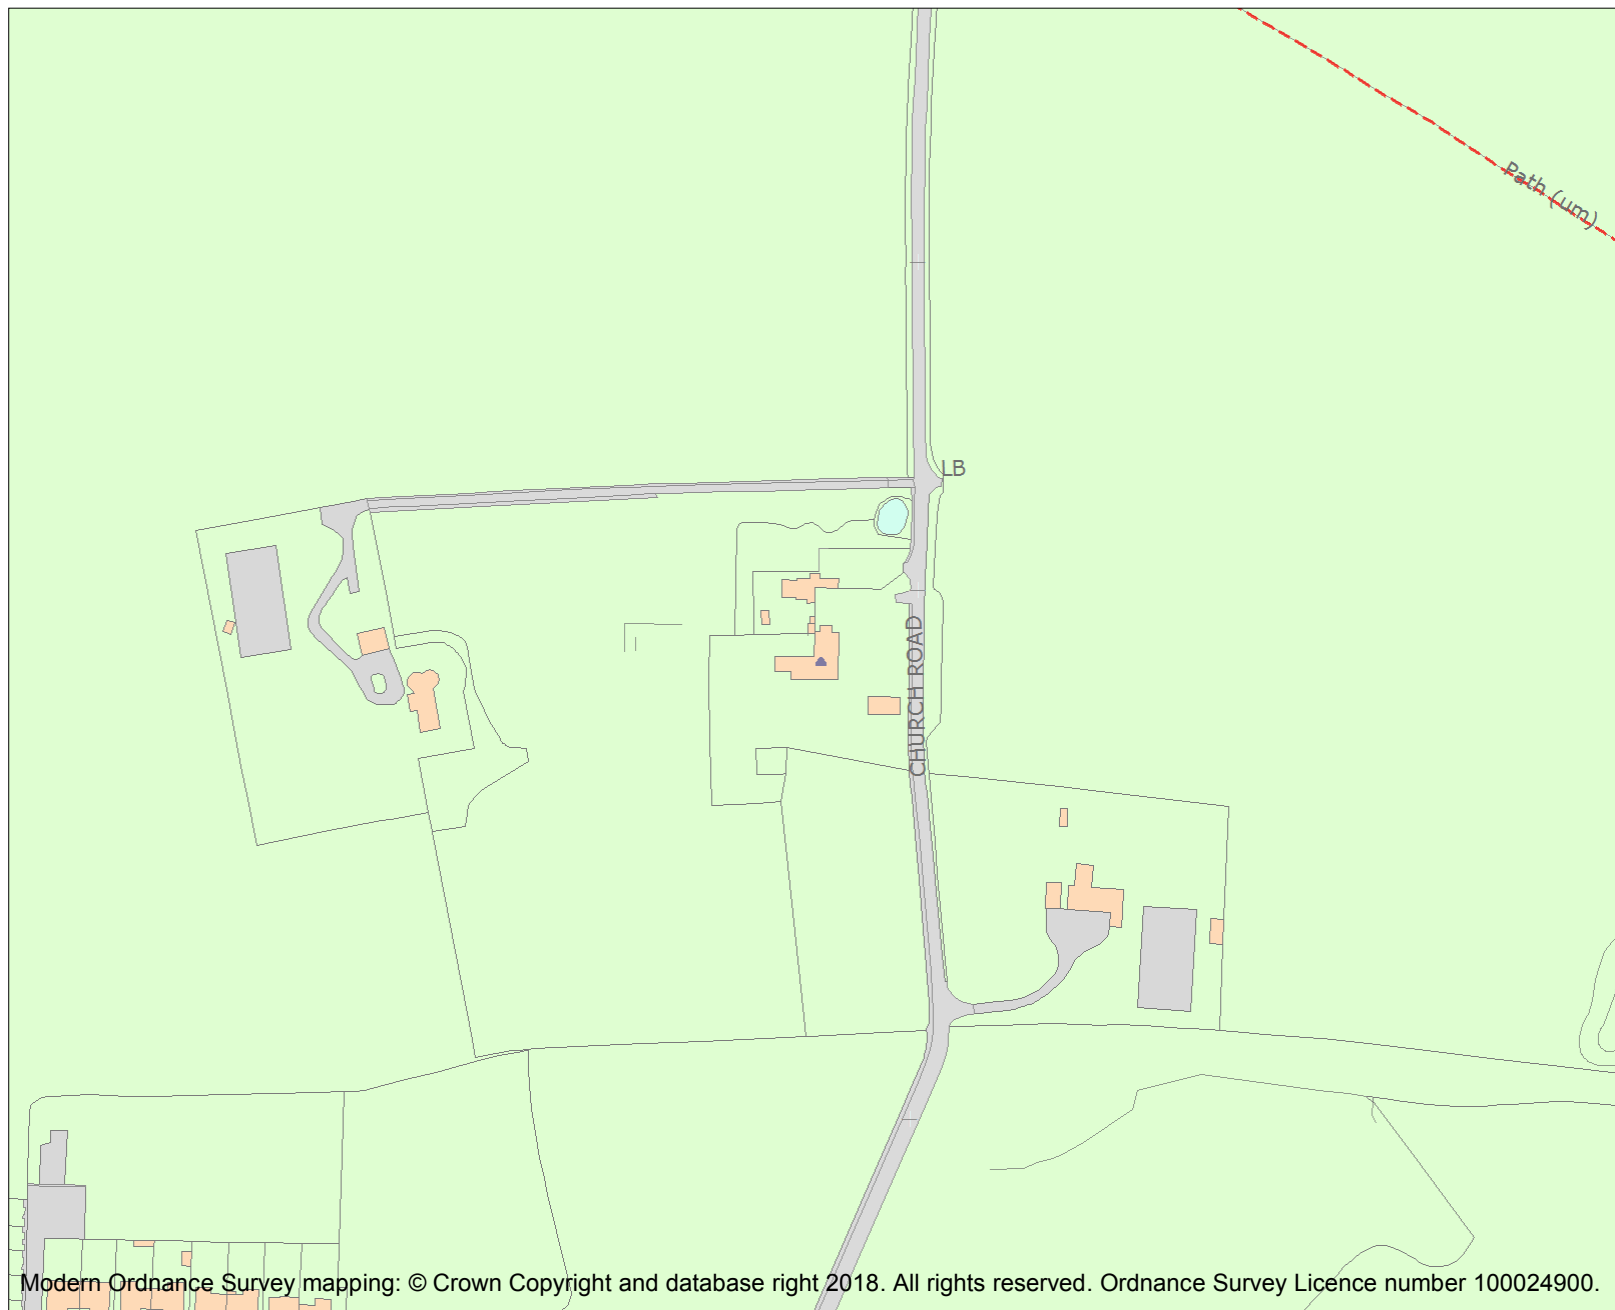 Path (um)
LB
CHURCH ROAD
Modern Ordnance Survey mapping: © Crown Copyright and database right 2018. All rights reserved. Ordnance Survey Licence number 100024900.